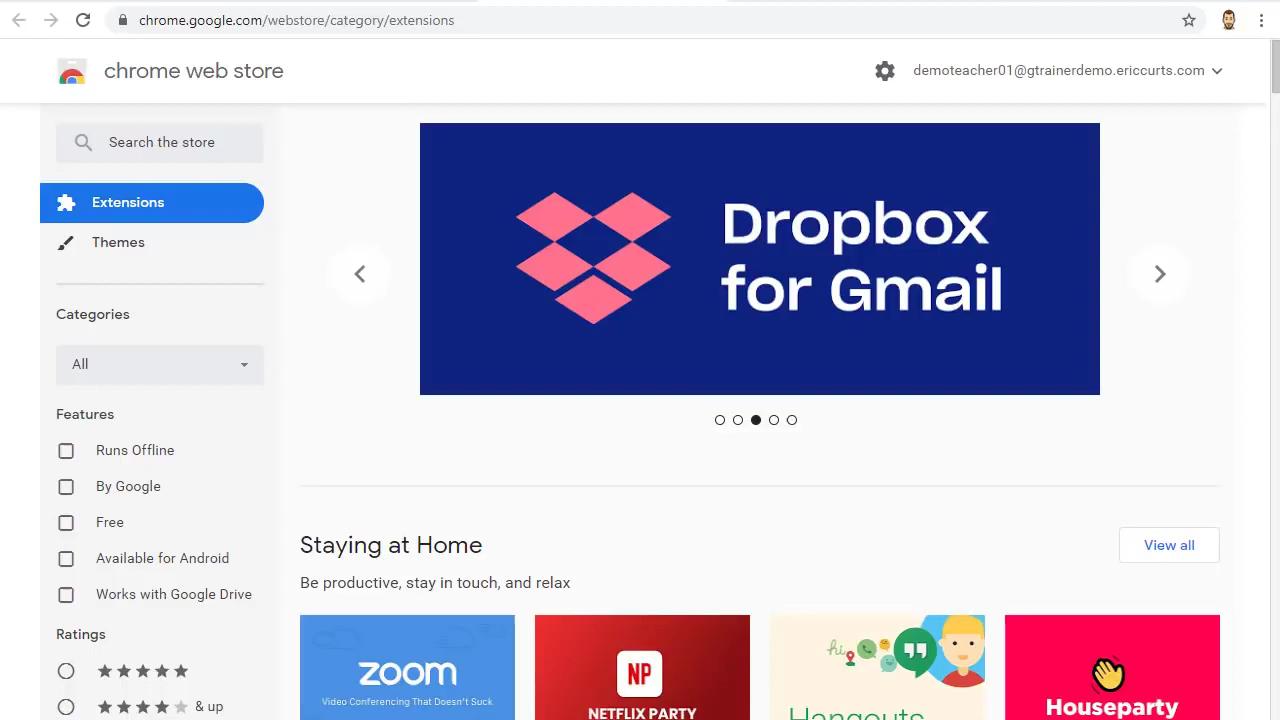 chrome.google.com/webstore/category/extensions
chrome web store
demoteacher01@gtrainerdemo.ericcurts.com
Search the store
Extensions
Themes
Categories
All
Features
Runs Offline
By Google
Free
Available for Android
Works with Google Drive
Ratings
& up
Dropbox
for Gmail
Staying at Home
View all
Be productive, stay in touch, and relax
zoom
Video Conferencing That Doesn't Suck
NP
NETFLIX PARTY
hi
Hangouts
Houseparty